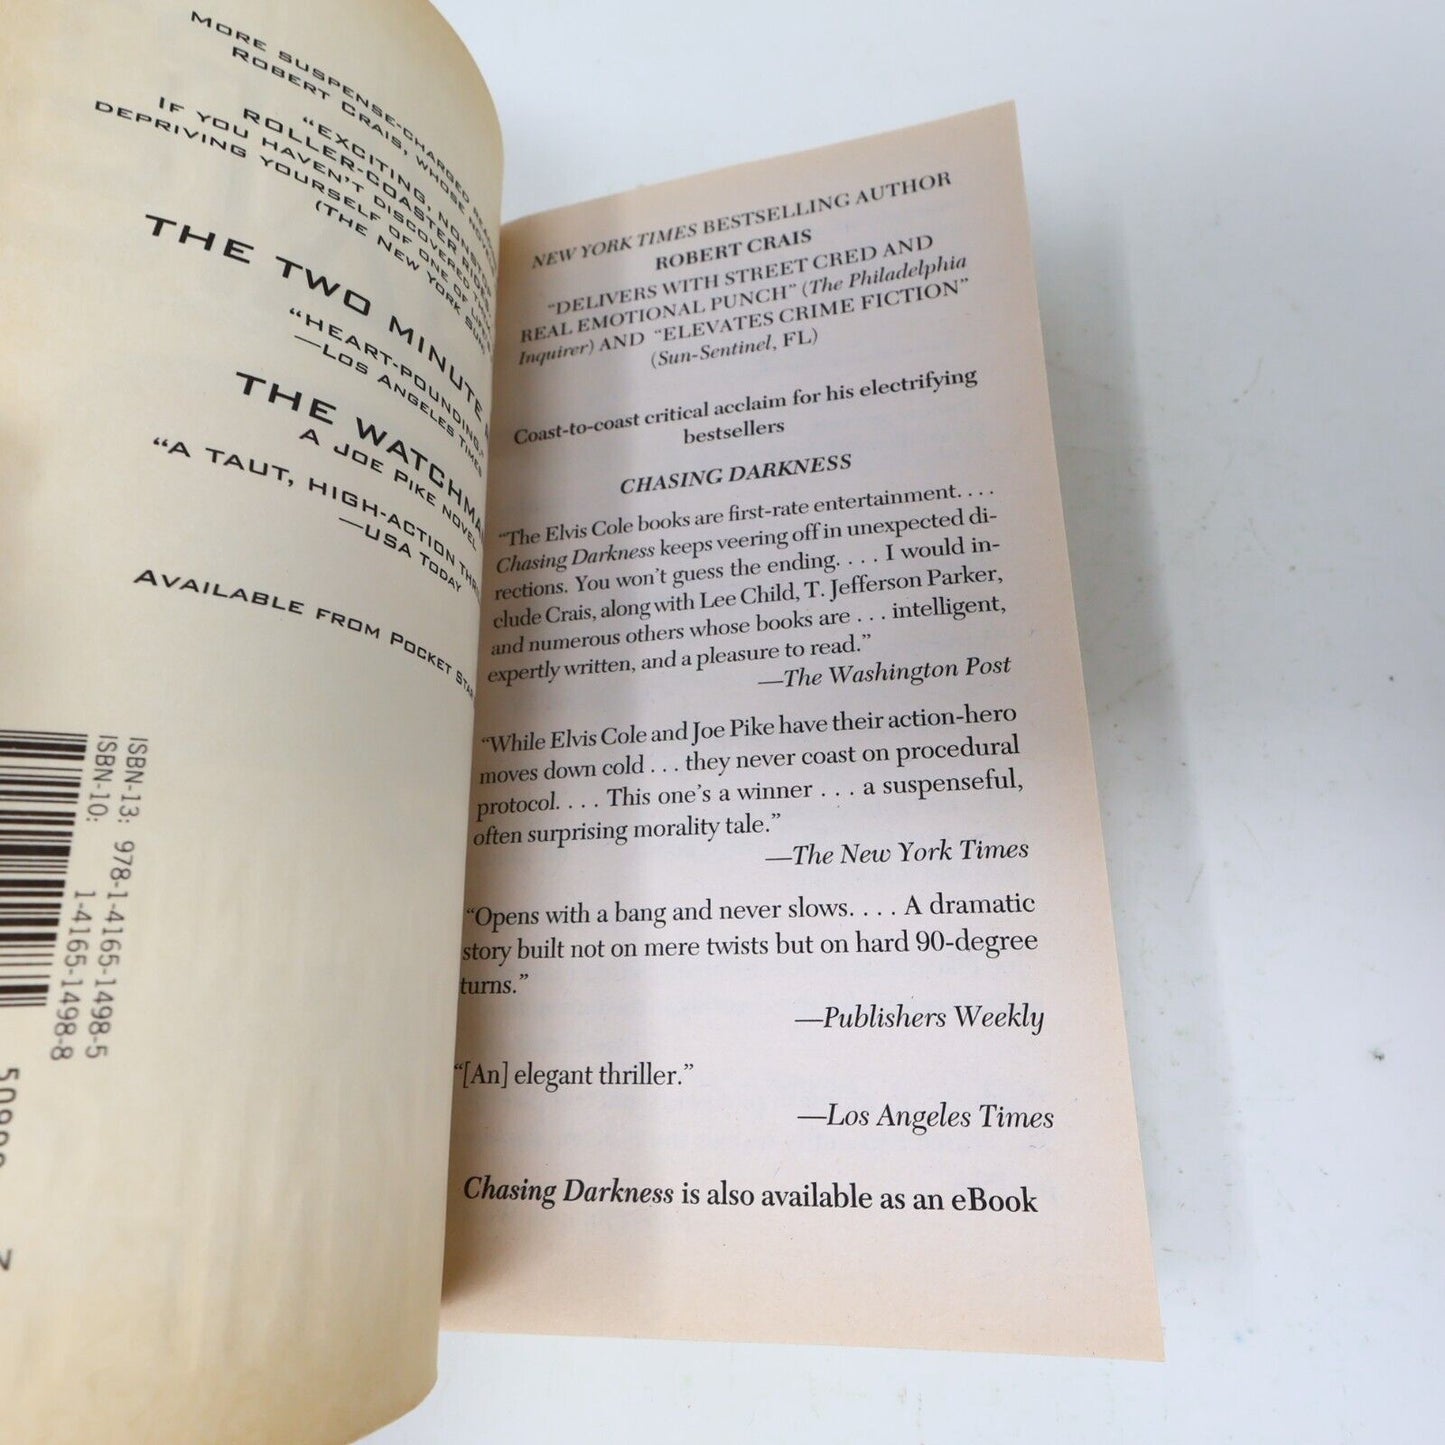 MORE SUSPENSE-CHARGED
ROBERT CRAIS, WHOSE
"EXCITING, NONSTOP
ROLLER-COASTER RIDES.
IF YOU HAVEN'T DISCOVERED
DEPRIVING YOURSELF OF ONE OF
(THE NEW YORK SUN)
THE TWO MINUTE
"HEART-POUNDING."
—LOS ANGELES TIMES
THE WATCHMA
A JOE PIKE NOVEL
"A TAUT, HIGH-ACTION THR
—USA TODAY
AVAILABLE FROM POCKET STAR
ISBN-13: 978-1-4165-1498-5
ISBN-10: 1-4165-1498-8
NEW YORK TIMES BESTSELLING AUTHOR
ROBERT CRAIS
"DELIVERS WITH STREET CRED AND
REAL EMOTIONAL PUNCH" (The Philadelphia
Inquirer) AND "ELEVATES CRIME FICTION"
(Sun-Sentinel, FL)
Coast-to-coast critical acclaim for his electrifying
bestsellers
CHASING DARKNESS
"The Elvis Cole books are first-rate entertainment. . . .
Chasing Darkness keeps veering off in unexpected di-
rections. You won't guess the ending. . . . I would in-
clude Crais, along with Lee Child, T. Jefferson Parker,
and numerous others whose books are . . . intelligent,
expertly written, and a pleasure to read."
—The Washington Post
"While Elvis Cole and Joe Pike have their action-hero
moves down cold . . . they never coast on procedural
protocol. . . . This one's a winner . . . a suspenseful,
often surprising morality tale."
—The New York Times
"Opens with a bang and never slows. . . . A dramatic
story built not on mere twists but on hard 90-degree
turns."
—Publishers Weekly
"[An] elegant thriller."
—Los Angeles Times
Chasing Darkness is also available as an eBook